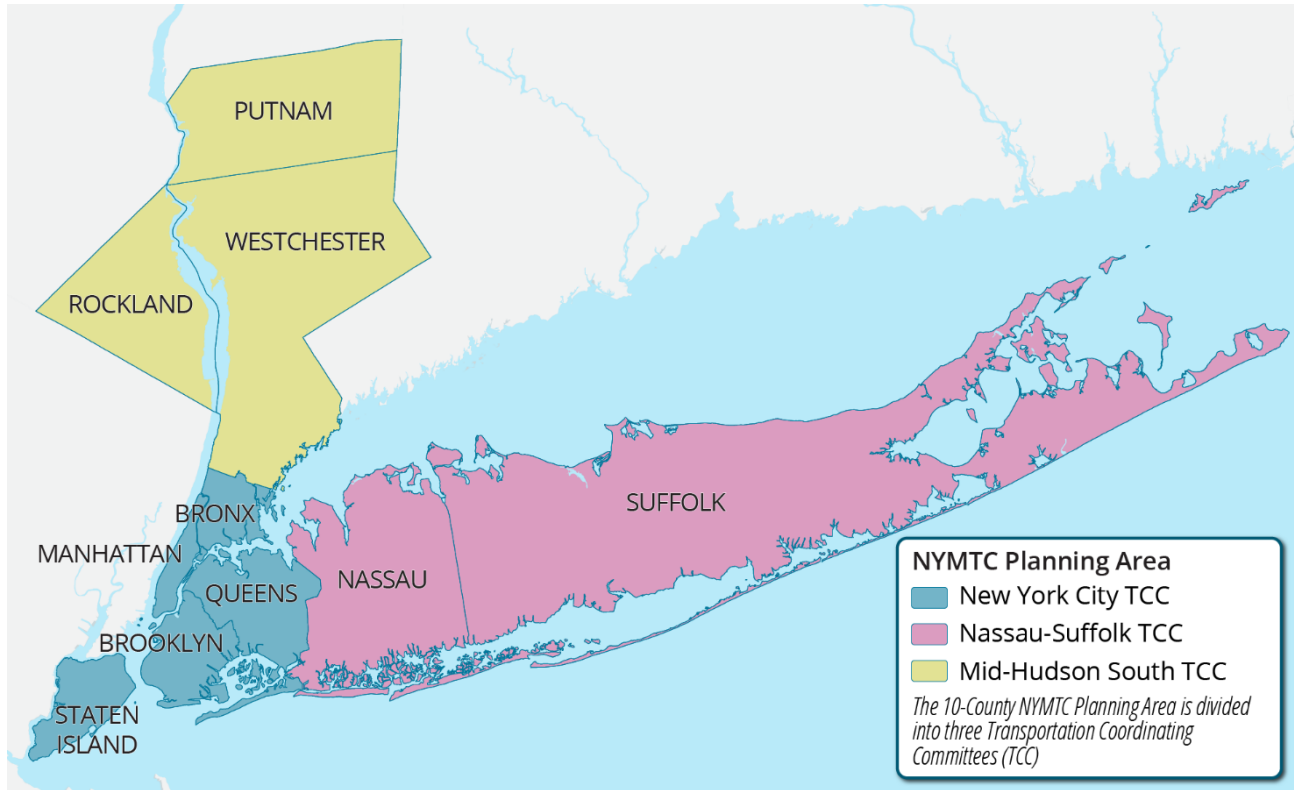 PUTNAM
WESTCHESTER
ROCKLAND
BRONX
MANHATTAN
QUEENS
NASSAU
SUFFOLK
BROOKLYN
STATEN
ISLAND
NYMTC Planning Area
New York City TCC
Nassau-Suffolk TCC
Mid-Hudson South TCC
The 10-County NYMTC Planning Area is divided
into three Transportation Coordinating
Committees (TCC)